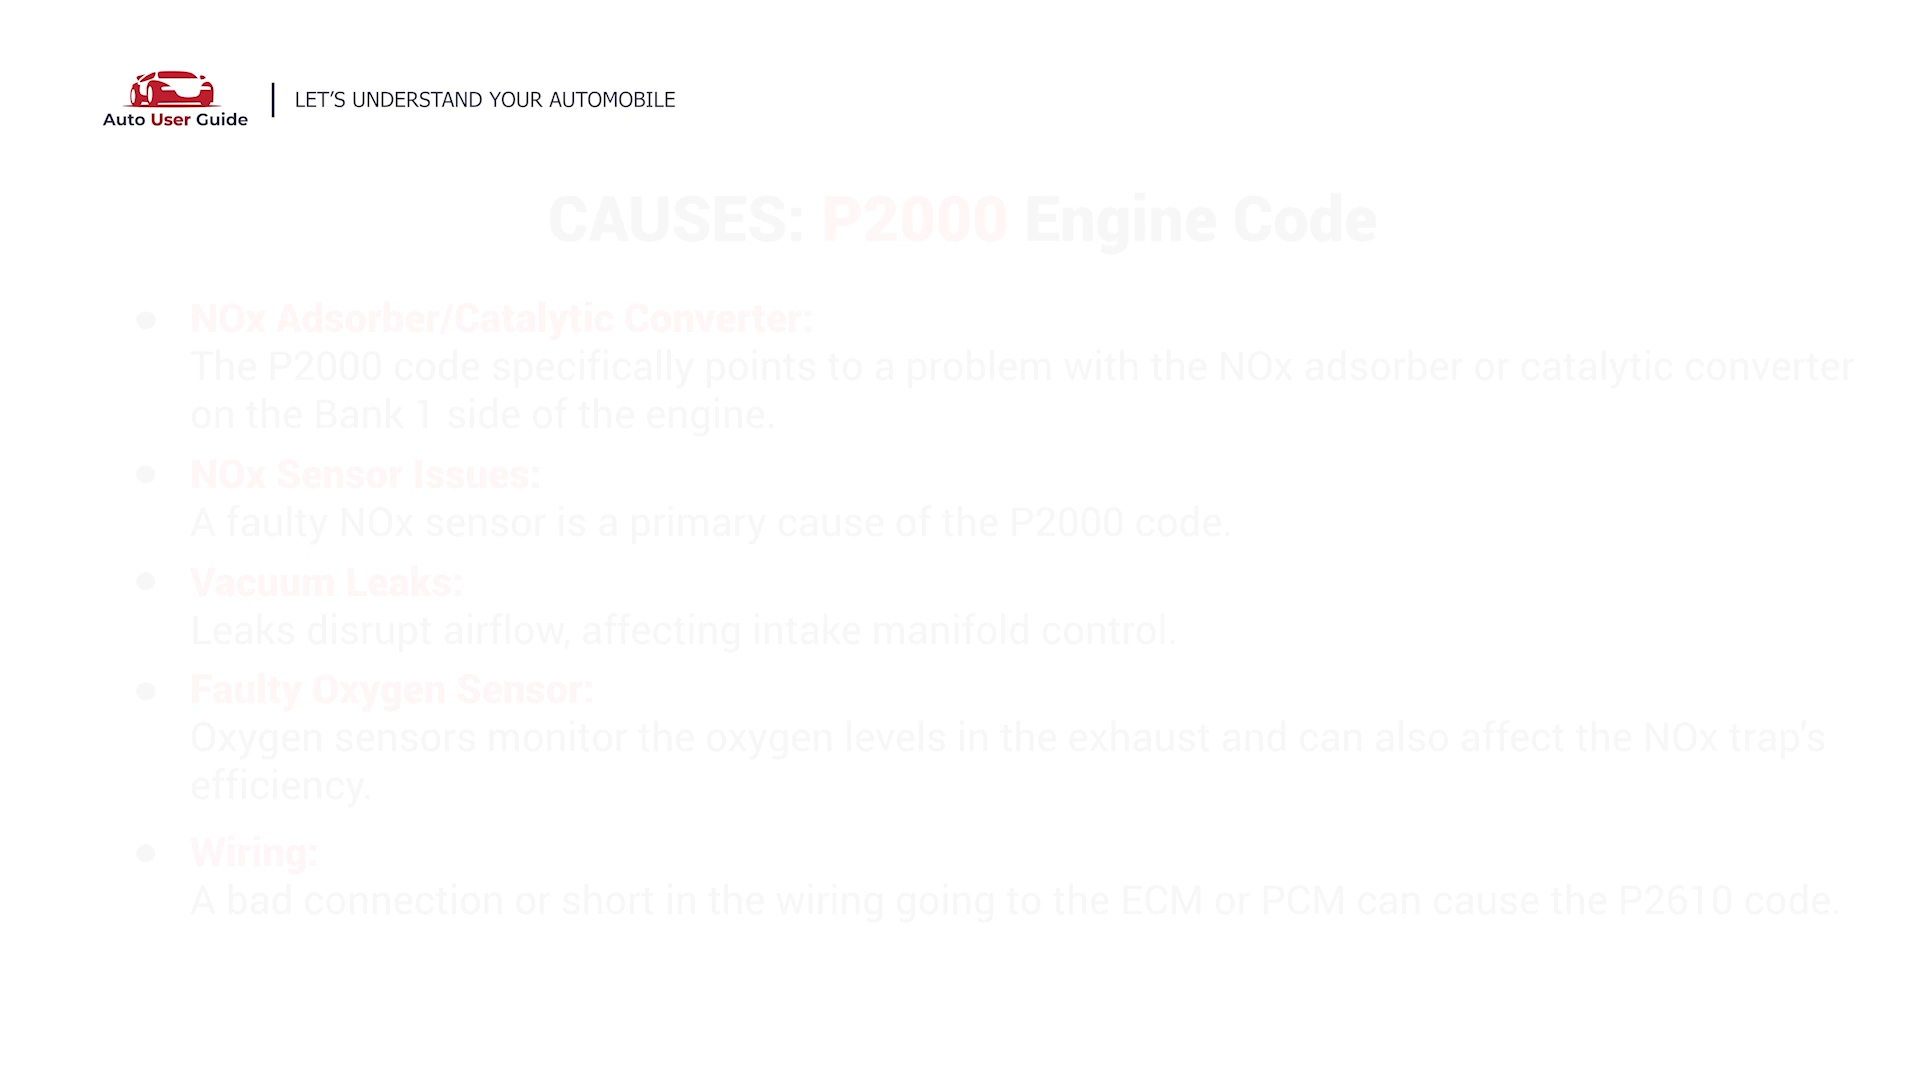 Auto User Guide
LET'S UNDERSTAND YOUR AUTOMOBILE
CAUSES: P2000 Engine Code
● NOx Adsorber/Catalytic Converter:
The P2000 code specifically points to a problem with the NOx adsorber or catalytic converter
on the Bank 1 side of the engine.
● NOx Sensor Issues:
A faulty NOx sensor is a primary cause of the P2000 code.
● Vacuum Leaks:
Leaks disrupt airflow, affecting intake manifold control.
● Faulty Oxygen Sensor:
Oxygen sensors monitor the oxygen levels in the exhaust and can also affect the NOx trap's
efficiency.
● Wiring:
A bad connection or short in the wiring going to the ECM or PCM can cause the P2610 code.